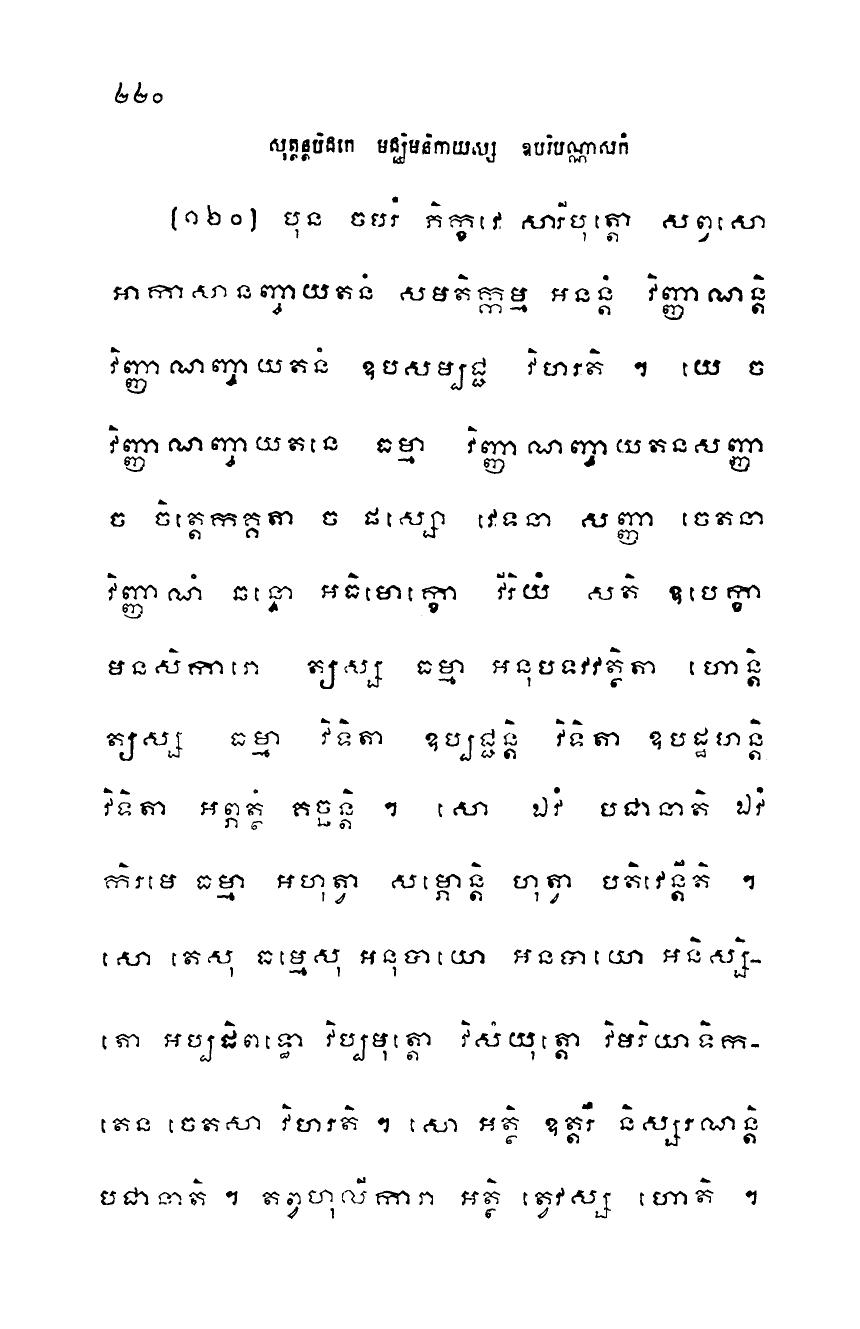 ២២០
សុត្តន្តបិដកេ មជ្ឈិមនិកាយស្ស ឧបរិបណ្ណាសកំ
(១២០) បុន ចបរំ ភិក្ខវេ សារីបុត្តោ សព្វសោ
អាកាសានញ្ចាយតនំ សមតិក្កម្ម អនន្តំ វិញ្ញាណន្តិ
វិញ្ញាណញ្ចាយតនំ ឧបសម្បជ្ជ វិហរតិ ។ យេ ច
វិញ្ញាណញ្ចាយតនេ ធម្មា វិញ្ញាណញ្ចាយតនសញ្ញា
ច ចិត្តេកគ្គតា ច ផស្សោ វេទនា សញ្ញា ចេតនា
វិញ្ញាណំ ឆន្ទោ អធិមោក្ខោ វីរិយំ សតិ ឧបេក្ខា
មនសិការោ ត្យស្ស ធម្មា អនុបទវវត្ថិតា ហោន្តិ
ត្យស្ស ធម្មា វិទិតា ឧប្បជ្ជន្តិ វិទិតា ឧបដ្ឋហន្តិ
វិទិតា អព្ភត្ថំ គច្ឆន្តិ ។ សោ ឯវំ បជានាតិ ឯវំ
កិរមេ ធម្មា អហុត្វា សម្ភោន្តិ ហុត្វា បតិវេន្តីតិ ។
សោ តេសុ ធម្មេសុ អនុបាយោ អនបាយោ អនិស្សិ-
តោ អប្បដិពទ្ធោ វិប្បមុត្តោ វិសំយុត្តោ វិមរិយាទិក-
តេន ចេតសា វិហរតិ ។ សោ អត្ថិ ឧត្តរឹ និស្សរណន្តិ
បជានាតិ ។ តព្វហុលីការា អត្ថិ ត្វេវស្ស ហោតិ ។